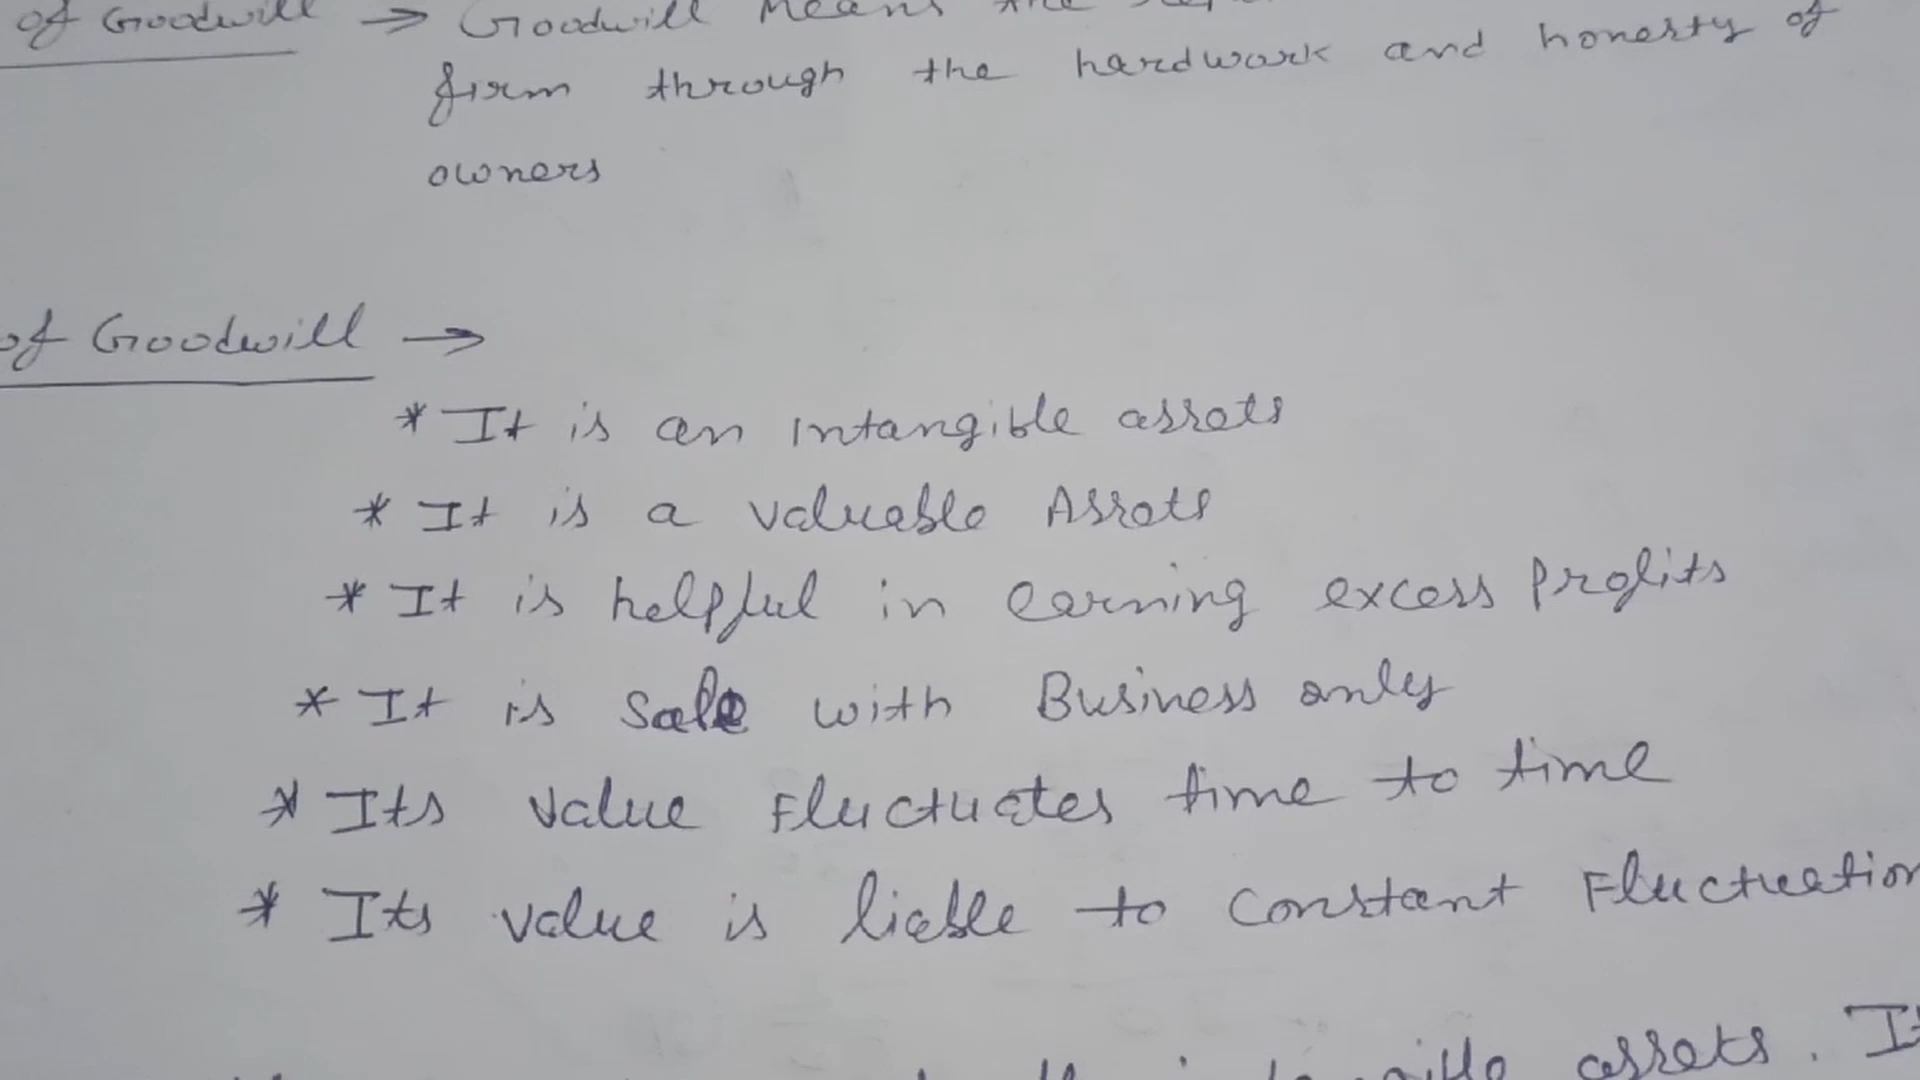 of Goodwill → Goodwill Means the
firm through the hardwork and honesty of
owners
of Goodwill →
* It is an intangible assets
* It is a valuable Assets
* It is helpful in earning excess Profits
* It is sale with Business only
* Its value Fluctuates time to time
* Its value is liable to constant Fluctuation
assets. It